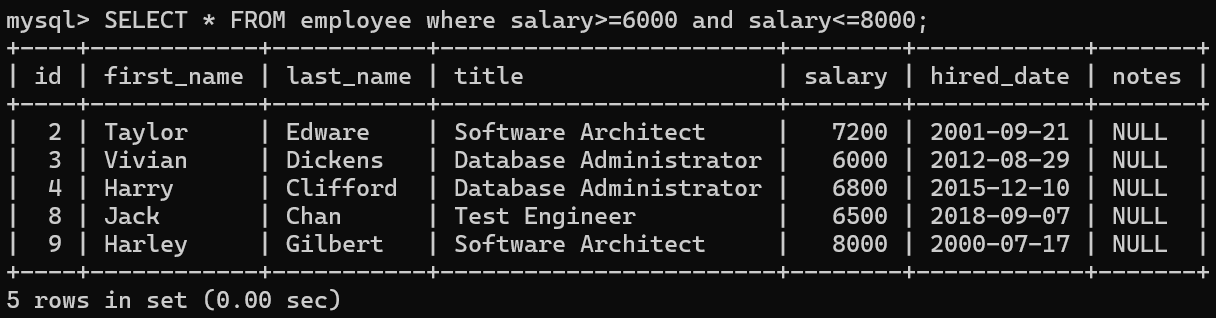 mysql> SELECT * FROM employee where salary>=6000 and salary<=8000;
+----+------------+-----------+------------------------+--------+------------+-------+
| id | first_name | last_name | title                  | salary | hired_date | notes |
+----+------------+-----------+------------------------+--------+------------+-------+
|  2 | Taylor     | Edware    | Software Architect     |   7200 | 2001-09-21 | NULL  |
|  3 | Vivian     | Dickens   | Database Administrator |   6000 | 2012-08-29 | NULL  |
|  4 | Harry      | Clifford  | Database Administrator |   6800 | 2015-12-10 | NULL  |
|  8 | Jack       | Chan      | Test Engineer          |   6500 | 2018-09-07 | NULL  |
|  9 | Harley     | Gilbert   | Software Architect     |   8000 | 2000-07-17 | NULL  |
+----+------------+-----------+------------------------+--------+------------+-------+
5 rows in set (0.00 sec)